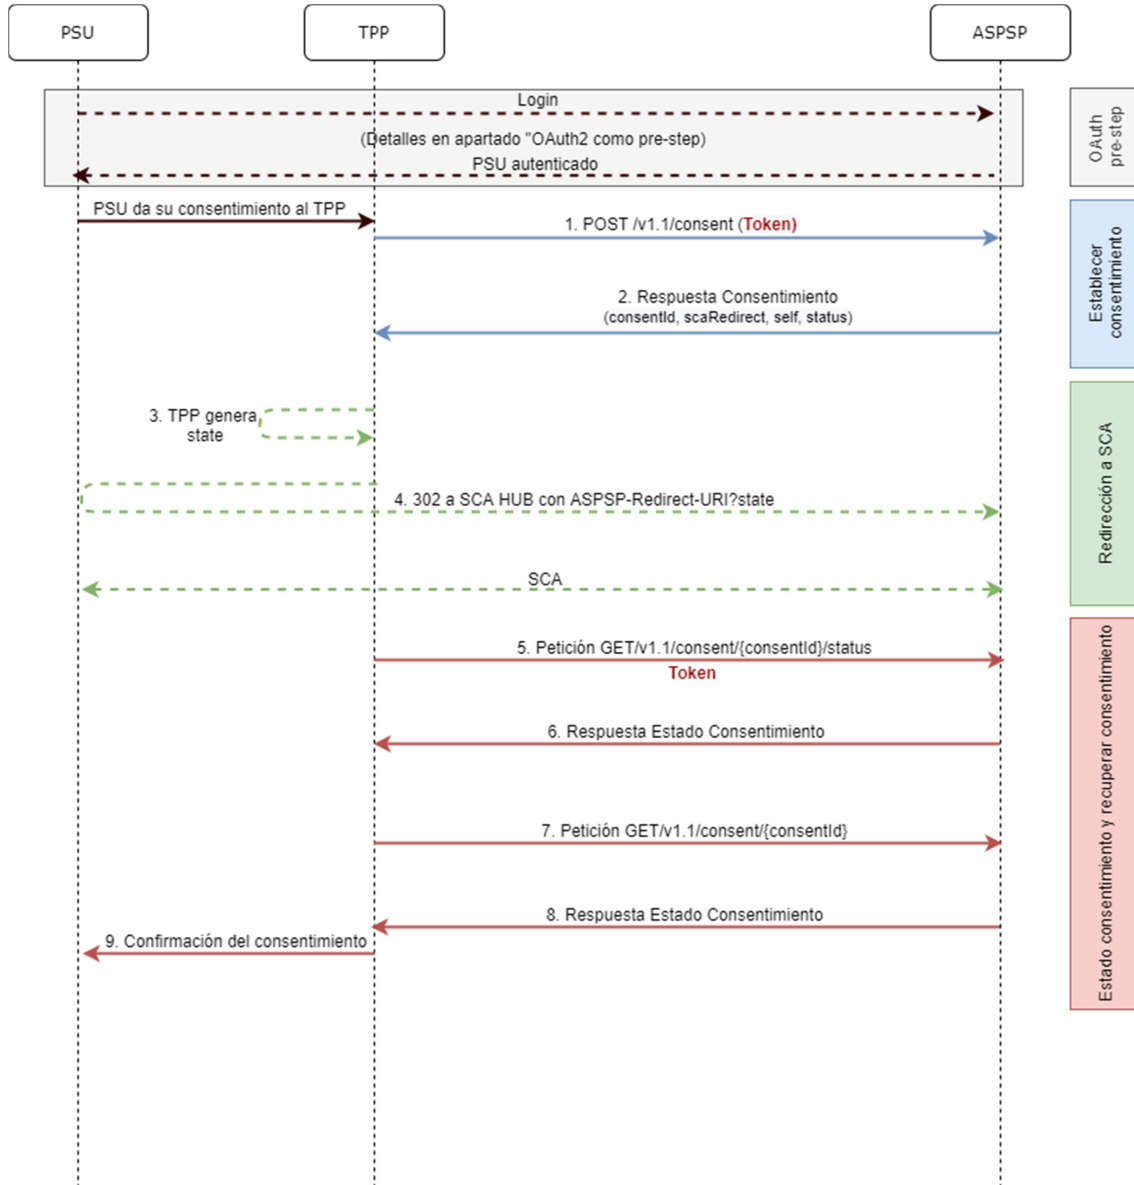 PSU
TPP
ASPSP
Login
(Detalles en apartado "OAuth2 como pre-step)
PSU autenticado
OAuth
pre-step
PSU da su consentimiento al TPP
1. POST /v1.1/consent (Token)
2. Respuesta Consentimiento
(consentId, scaRedirect, self, status)
Establecer
consentimiento
3. TPP genera
state
4. 302 a SCA HUB con ASPSP-Redirect-URI?state
SCA
Redirección a SCA
5. Petición GET/v1.1/consent/{consentId}/status
Token
6. Respuesta Estado Consentimiento
7. Petición GET/v1.1/consent/{consentId}
8. Respuesta Estado Consentimiento
9. Confirmación del consentimiento
Estado consentimiento y recuperar consentimiento